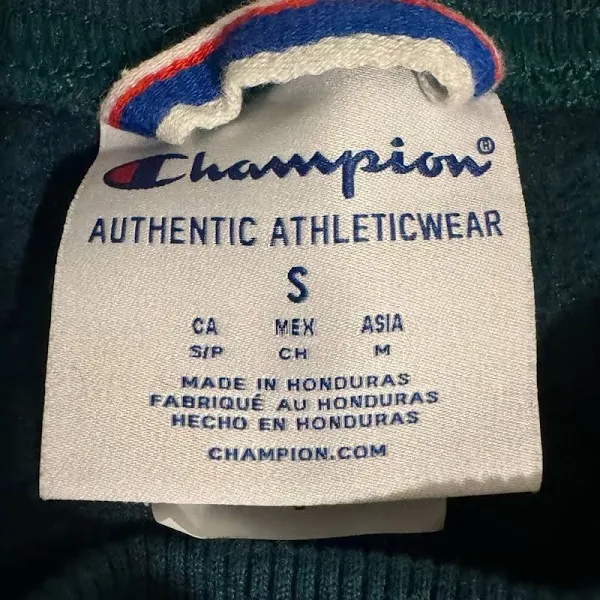 Champion®
AUTHENTIC ATHLETICWEAR
S
CA MEX ASIA
S/P CH M
MADE IN HONDURAS
FABRIQUÉ AU HONDURAS
HECHO EN HONDURAS
CHAMPION.COM